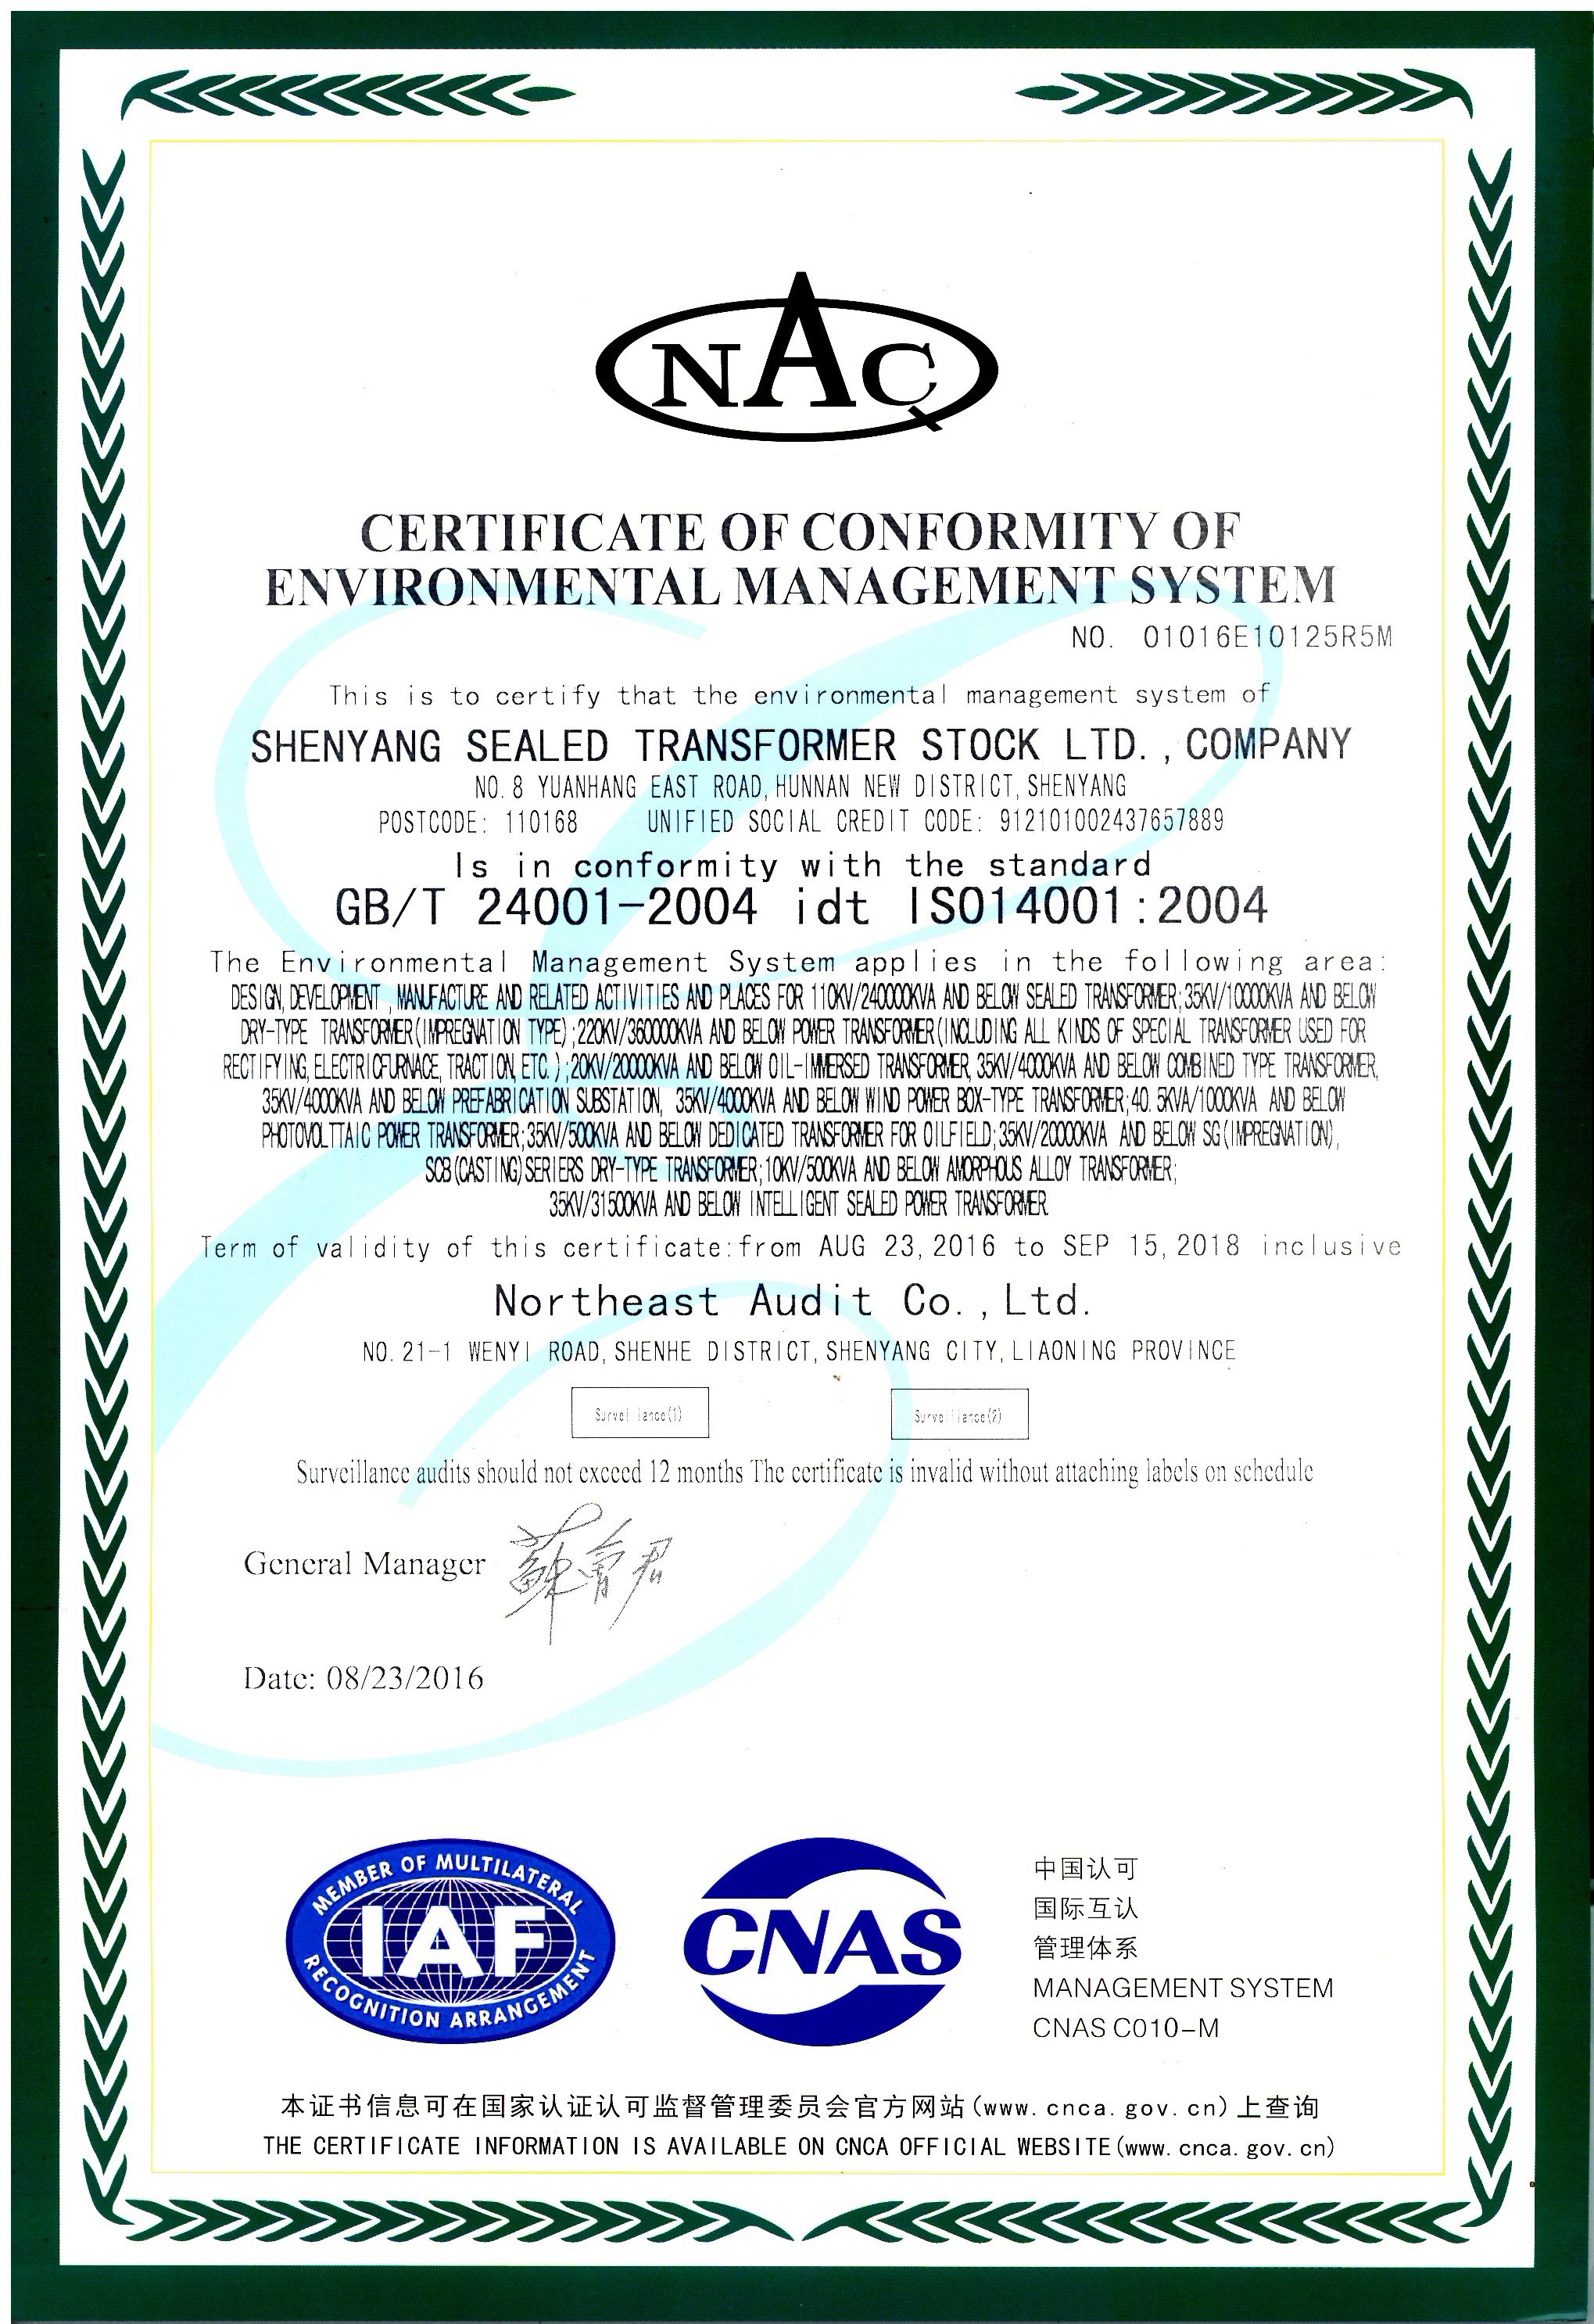 NACQ
CERTIFICATE OF CONFORMITY OF
ENVIRONMENTAL MANAGEMENT SYSTEM
NO. 01016E10125R5M
This is to certify that the environmental management system of
SHENYANG SEALED TRANSFORMER STOCK LTD., COMPANY
NO.8 YUANHANG EAST ROAD, HUNNAN NEW DISTRICT, SHENYANG
POSTCODE: 110168 UNIFIED SOCIAL CREDIT CODE: 912101002437657889
Is in conformity with the standard
GB/T 24001-2004 idt ISO14001:2004
The Environmental Management System applies in the following area:
DESIGN, DEVELOPMENT, MANUFACTURE AND RELATED ACTIVITIES AND PLACES FOR 110KV/240000KVA AND BELOW SEALED TRANSFORMER;35KV/10000KVA AND BELOW
DRY-TYPE TRANSFORMER(IMPREGNATION TYPE);220KV/360000KVA AND BELOW POWER TRANSFORMER(INCLUDING ALL KINDS OF SPECIAL TRANSFORMER USED FOR
RECTIFYING, ELECTRICFURNACE, TRACTION, ETC.);20KV/20000KVA AND BELOW OIL-IMMERSED TRANSFORMER, 35KV/4000KVA AND BELOW COMBINED TYPE TRANSFORMER,
35KV/4000KVA AND BELOW PREFABRICATION SUBSTATION, 35KV/4000KVA AND BELOW WIND POWER BOX-TYPE TRANSFORMER;40.5KVA/1000KVA AND BELOW
PHOTOVOLTTAIC POWER TRANSFORMER;35KV/500KVA AND BELOW DEDICATED TRANSFORMER FOR OILFIELD;35KV/20000KVA AND BELOW SG(IMPREGNATION),
SCB(CASTING)SERIERS DRY-TYPE TRANSFORMER;10KV/500KVA AND BELOW AMORPHOUS ALLOY TRANSFORMER;
35KV/31500KVA AND BELOW INTELLIGENT SEALED POWER TRANSFORMER
Term of validity of this certificate:from AUG 23,2016 to SEP 15,2018 inclusive
Northeast Audit Co.,Ltd.
NO.21-1 WENYI ROAD, SHENHE DISTRICT, SHENYANG CITY, LIAONING PROVINCE
Surveillance(1) Surveillance(2)
Surveillance audits should not exceed 12 months The certificate is invalid without attaching labels on schedule
General Manager
Date: 08/23/2016
MEMBER OF MULTILATERAL
IAF
RECOGNITION ARRANGEMENT
CNAS
中国认可
国际互认
管理体系
MANAGEMENT SYSTEM
CNAS C010-M
本证书信息可在国家认证认可监督管理委员会官方网站(www.cnca.gov.cn)上查询
THE CERTIFICATE INFORMATION IS AVAILABLE ON CNCA OFFICIAL WEBSITE(www.cnca.gov.cn)